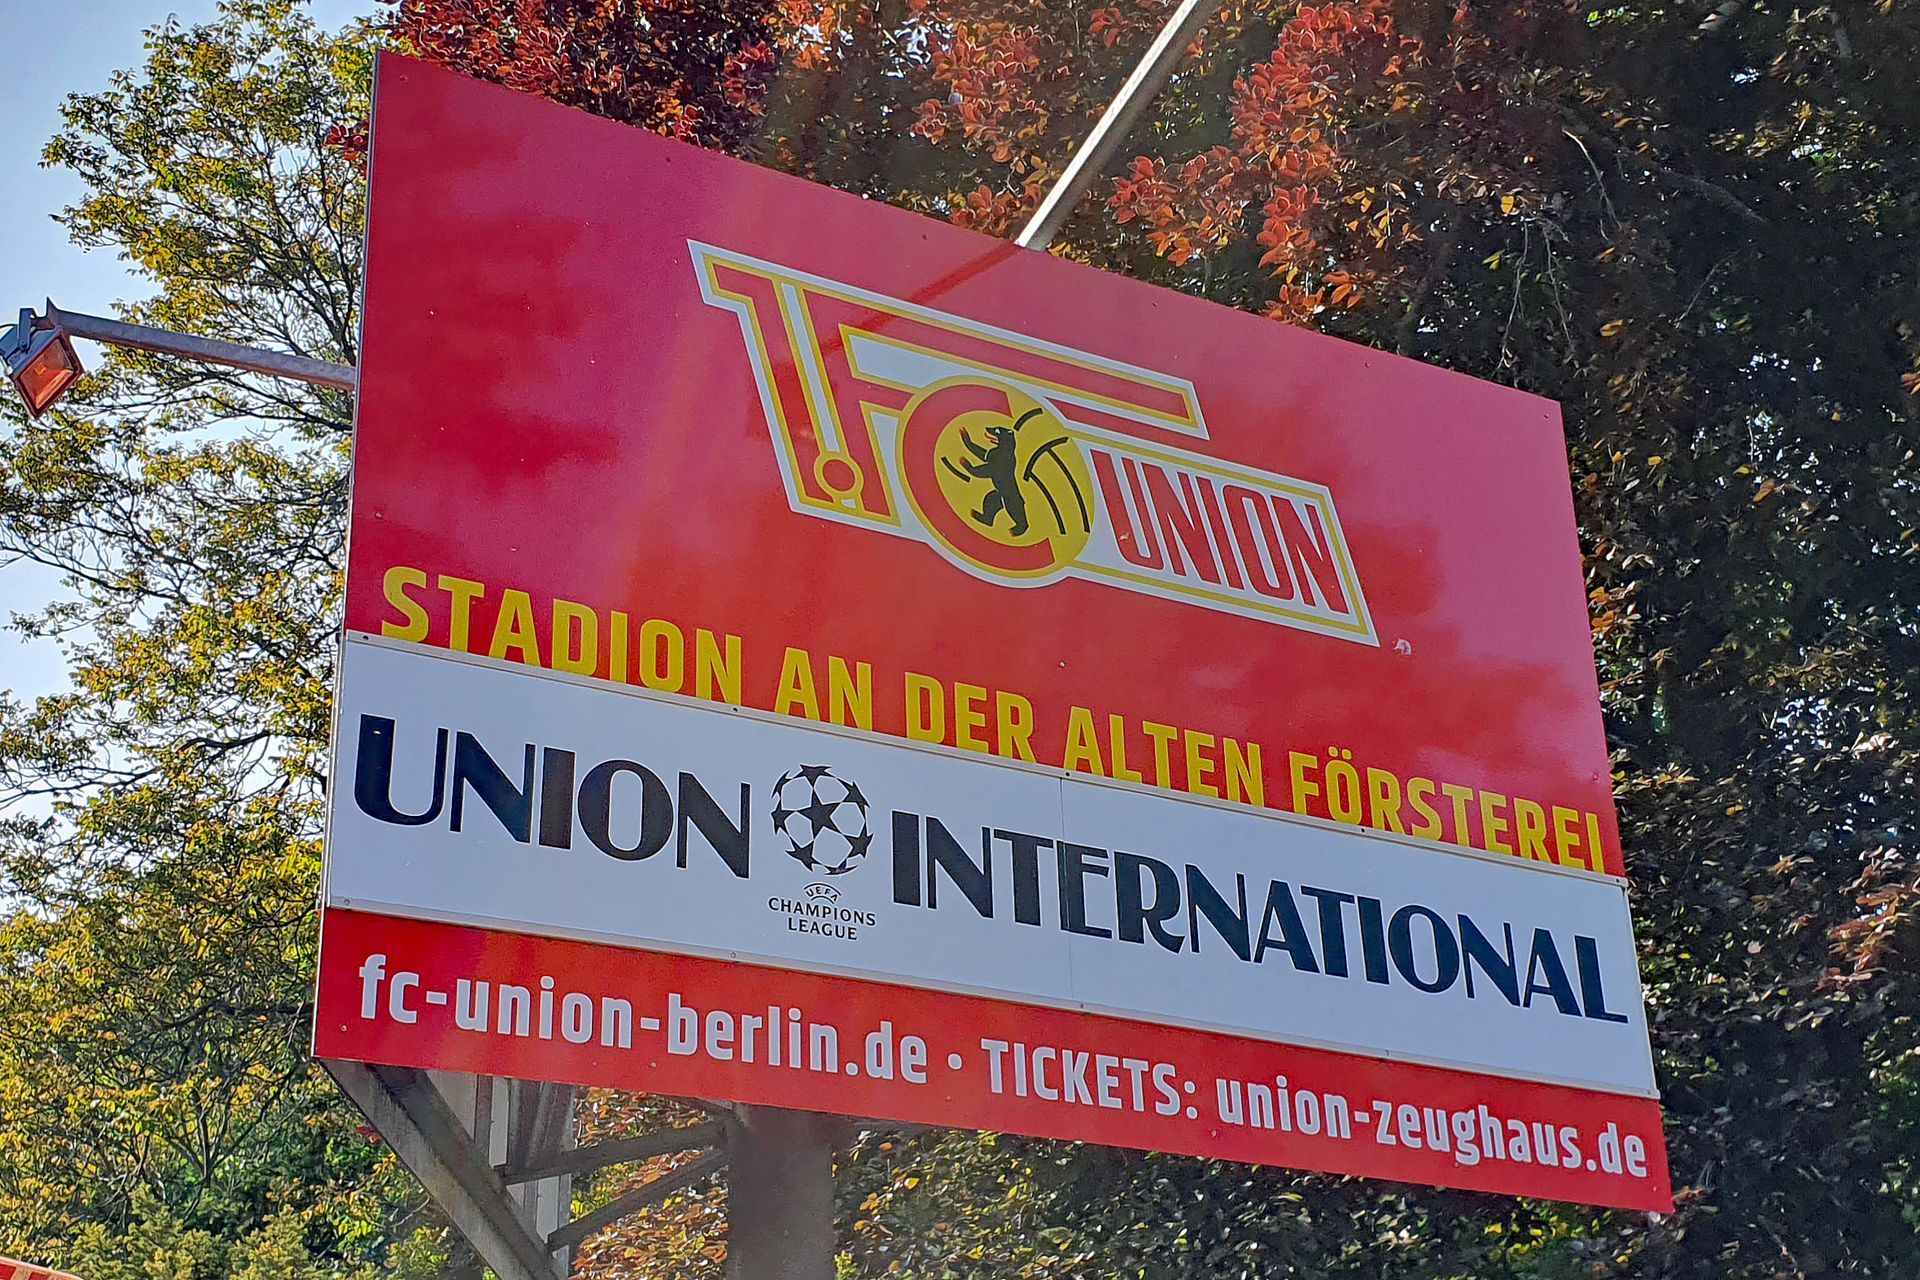 1. FC UNION
STADION AN DER ALTEN FÖRSTEREI
UNION INTERNATIONAL
UEFA
CHAMPIONS
LEAGUE
fc-union-berlin.de • TICKETS: union-zeughaus.de